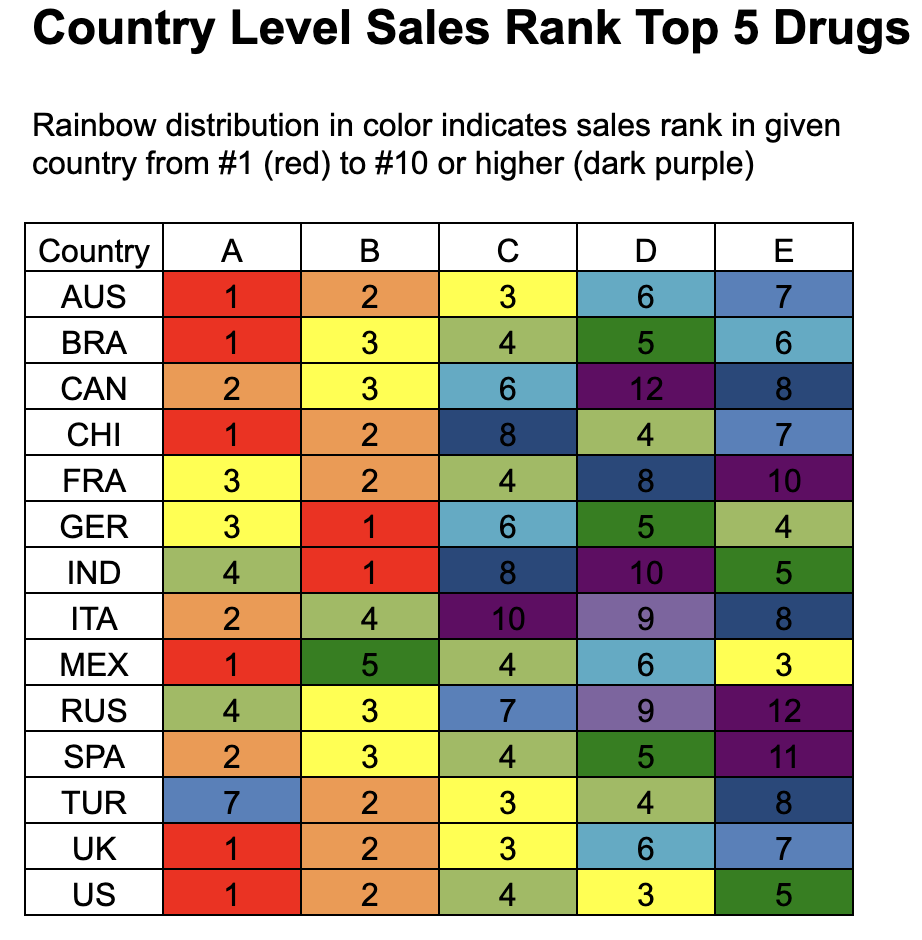 Country Level Sales Rank Top 5 Drugs
Rainbow distribution in color indicates sales rank in given
country from #1 (red) to #10 or higher (dark purple)
Country A B C D E
AUS 1 2 3 6 7
BRA 1 3 4 5 6
CAN 2 3 6 12 8
CHI 1 2 8 4 7
FRA 3 2 4 8 10
GER 3 1 6 5 4
IND 4 1 8 10 5
ITA 2 4 10 9 8
MEX 1 5 4 6 3
RUS 4 3 7 9 12
SPA 2 3 4 5 11
TUR 7 2 3 4 8
UK 1 2 3 6 7
US 1 2 4 3 5